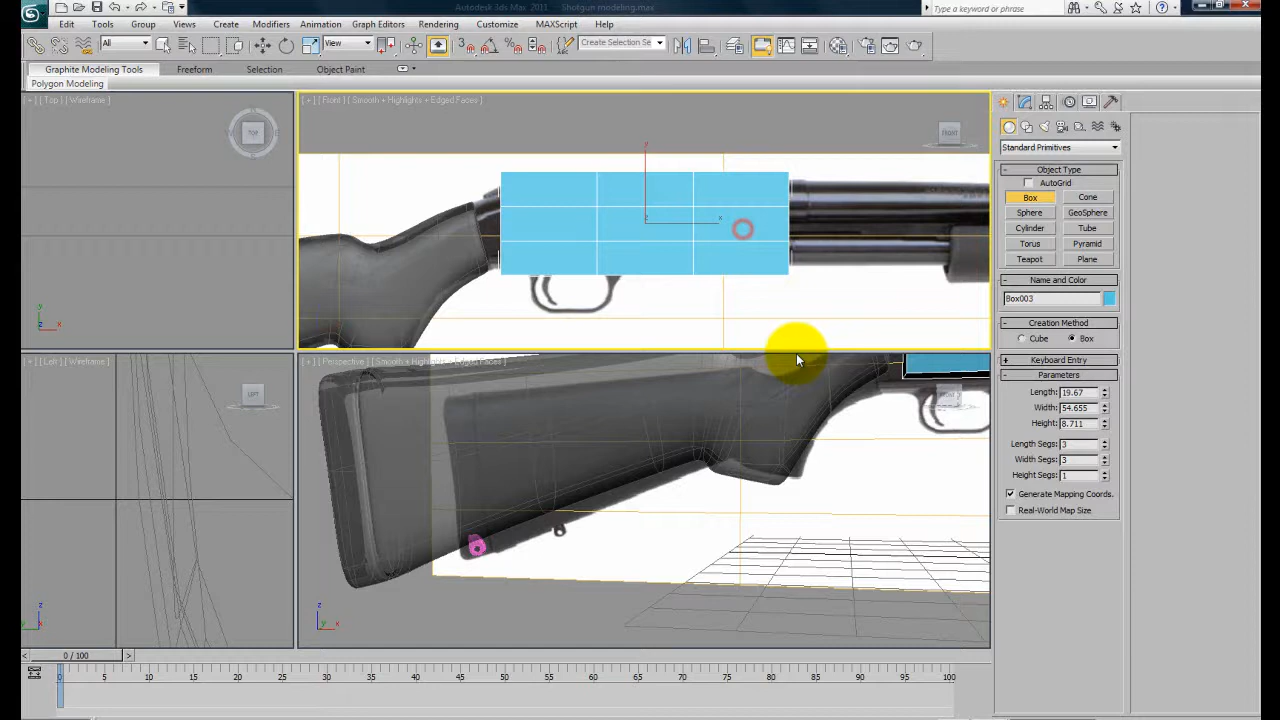 Autodesk 3ds Max 2011 Shotgun modeling.max
Type a keyword or phrase
Edit Tools Group Views Create Modifiers Animation Graph Editors Rendering Customize MAXScript Help
All View Create Selection Se
Graphite Modeling Tools Freeform Selection Object Paint
Polygon Modeling
[ + ] [ Top ] [ Wireframe ]
TOP
[ + ] [ Front ] [ Smooth + Highlights + Edged Faces ]
FRONT
y
x
z
y
z
x
[ + ] [ Left ] [ Wireframe ]
LEFT
[ + ] [ Perspective ] [ Smooth + Highlights + Edged Faces ]
z
y
x
z
y
x
Standard Primitives
- Object Type
AutoGrid
Box Cone
Sphere GeoSphere
Cylinder Tube
Torus Pyramid
Teapot Plane
- Name and Color
Box003
- Creation Method
Cube Box
+ Keyboard Entry
- Parameters
Length: 19.67
Width: 54.655
Height: 8.711
Length Segs: 3
Width Segs: 3
Height Segs: 1
Generate Mapping Coords.
Real-World Map Size
< 0 / 100 >
0 5 10 15 20 25 30 35 40 45 50 55 60 65 70 75 80 85 90 95 100